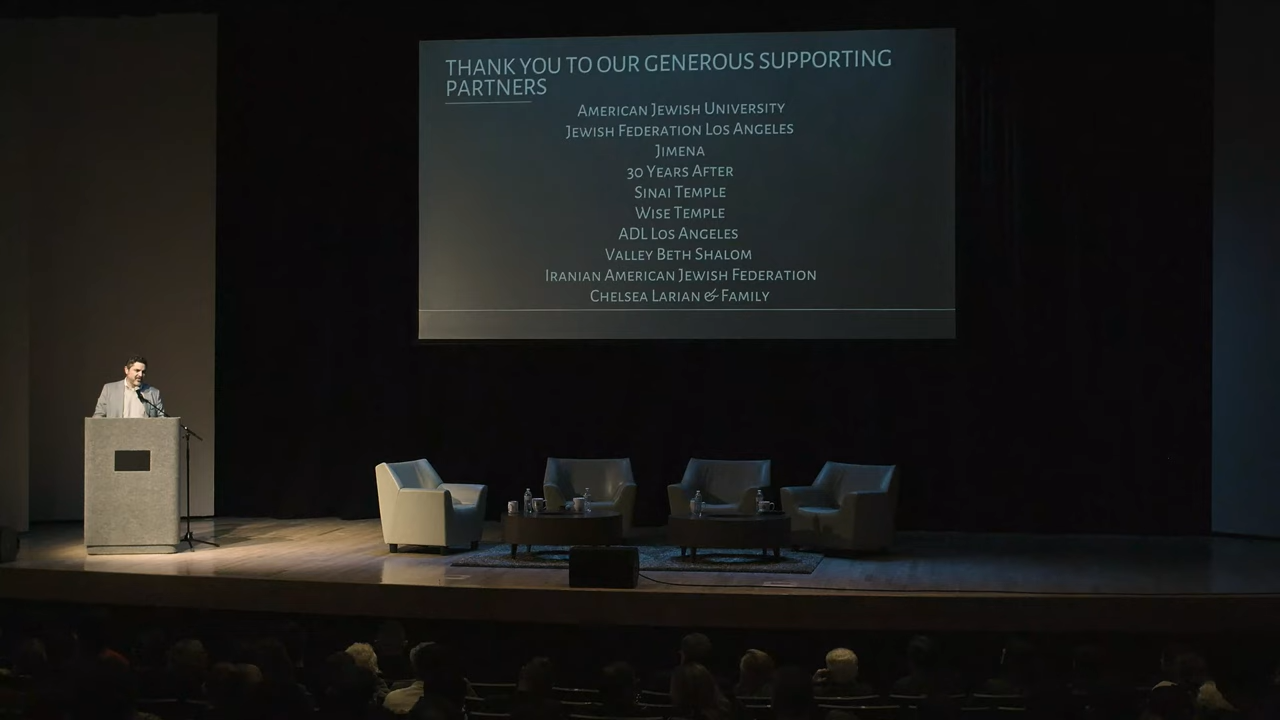 THANK YOU TO OUR GENEROUS SUPPORTING
PARTNERS
AMERICAN JEWISH UNIVERSITY
JEWISH FEDERATION LOS ANGELES
JIMENA
30 YEARS AFTER
SINAI TEMPLE
WISE TEMPLE
ADL LOS ANGELES
VALLEY BETH SHALOM
IRANIAN AMERICAN JEWISH FEDERATION
CHELSEA LARIAN & FAMILY